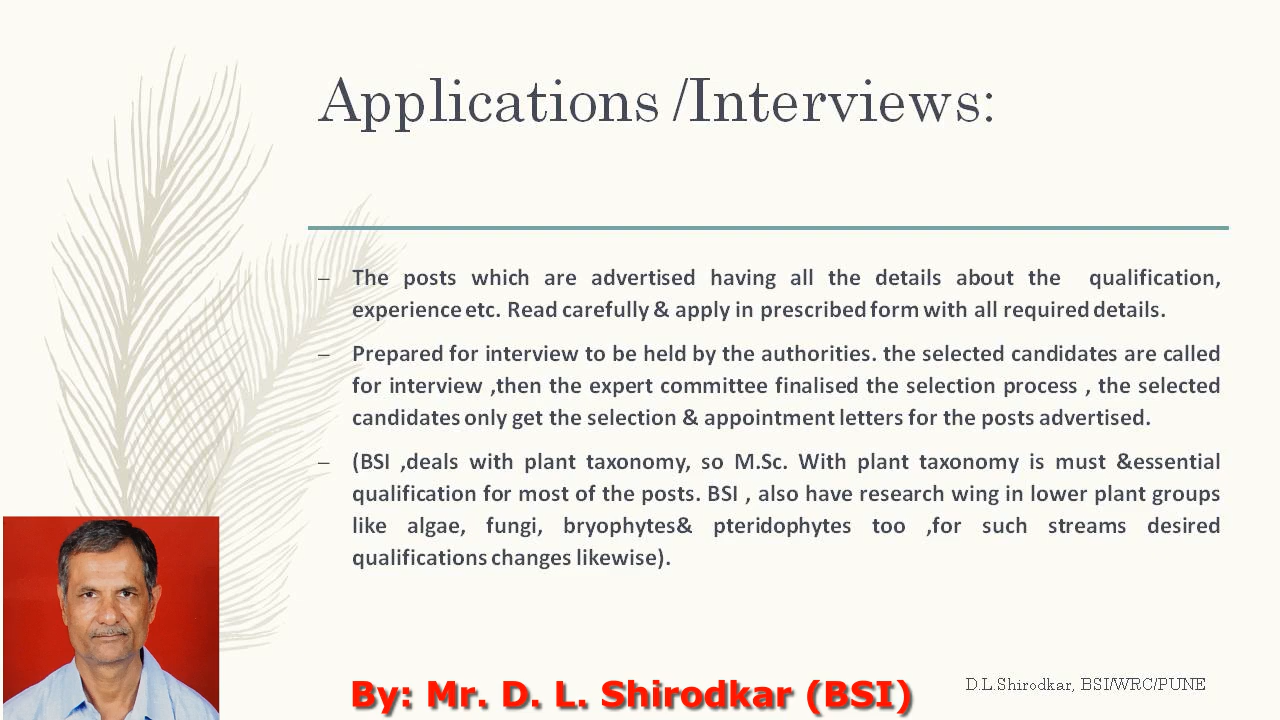 Applications /Interviews:
– The posts which are advertised having all the details about the qualification,
experience etc. Read carefully & apply in prescribed form with all required details.
– Prepared for interview to be held by the authorities. the selected candidates are called
for interview ,then the expert committee finalised the selection process , the selected
candidates only get the selection & appointment letters for the posts advertised.
– (BSI ,deals with plant taxonomy, so M.Sc. With plant taxonomy is must &essential
qualification for most of the posts. BSI , also have research wing in lower plant groups
like algae, fungi, bryophytes& pteridophytes too ,for such streams desired
qualifications changes likewise).
By: Mr. D. L. Shirodkar (BSI)
D.L.Shirodkar, BSI/WRC/PUNE